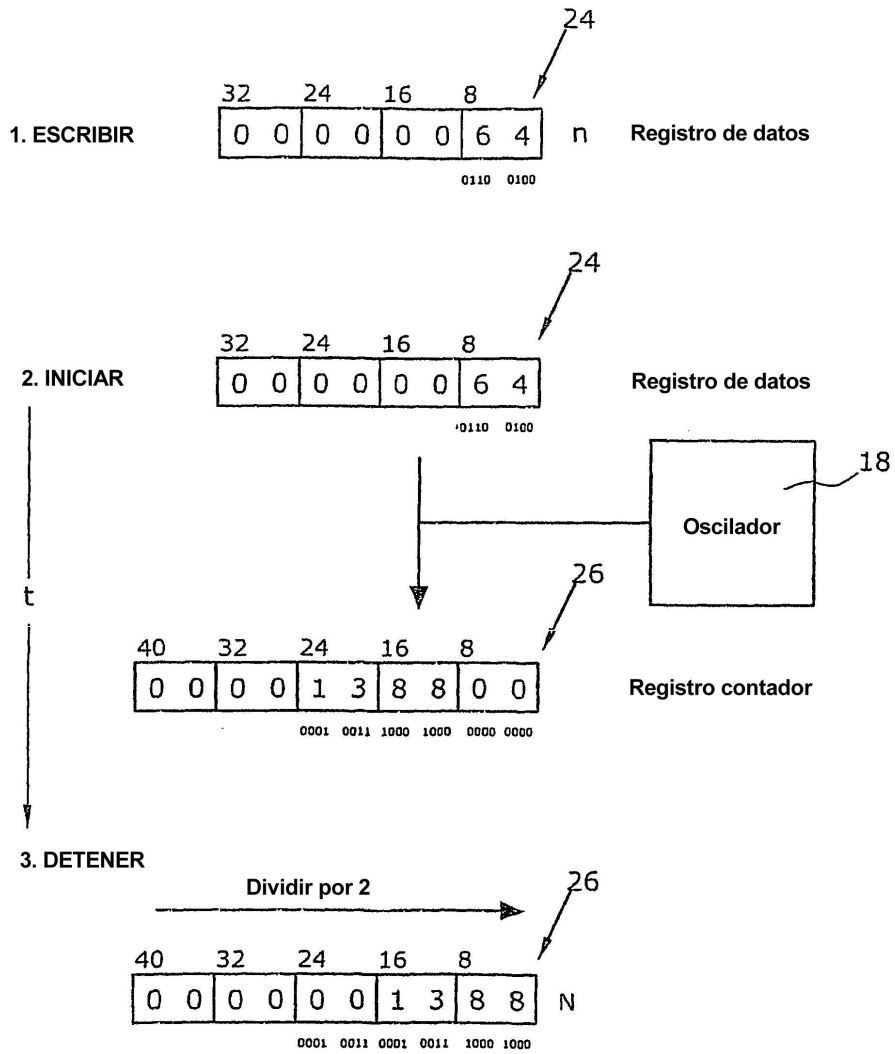 24
32 24 16 8
1. ESCRIBIR 0 0 0 0 0 0 6 4 n Registro de datos
0110 0100
24
32 24 16 8
2. INICIAR 0 0 0 0 0 0 6 4 Registro de datos
0110 0100
18
Oscilador
26
t
40 32 24 16 8
0 0 0 0 1 3 8 8 0 0 Registro contador
0001 0011 1000 1000 0000 0000
3. DETENER
Dividir por 2
26
40 32 24 16 8
0 0 0 0 0 0 1 3 8 8 N
0001 0011 0001 0011 1000 1000